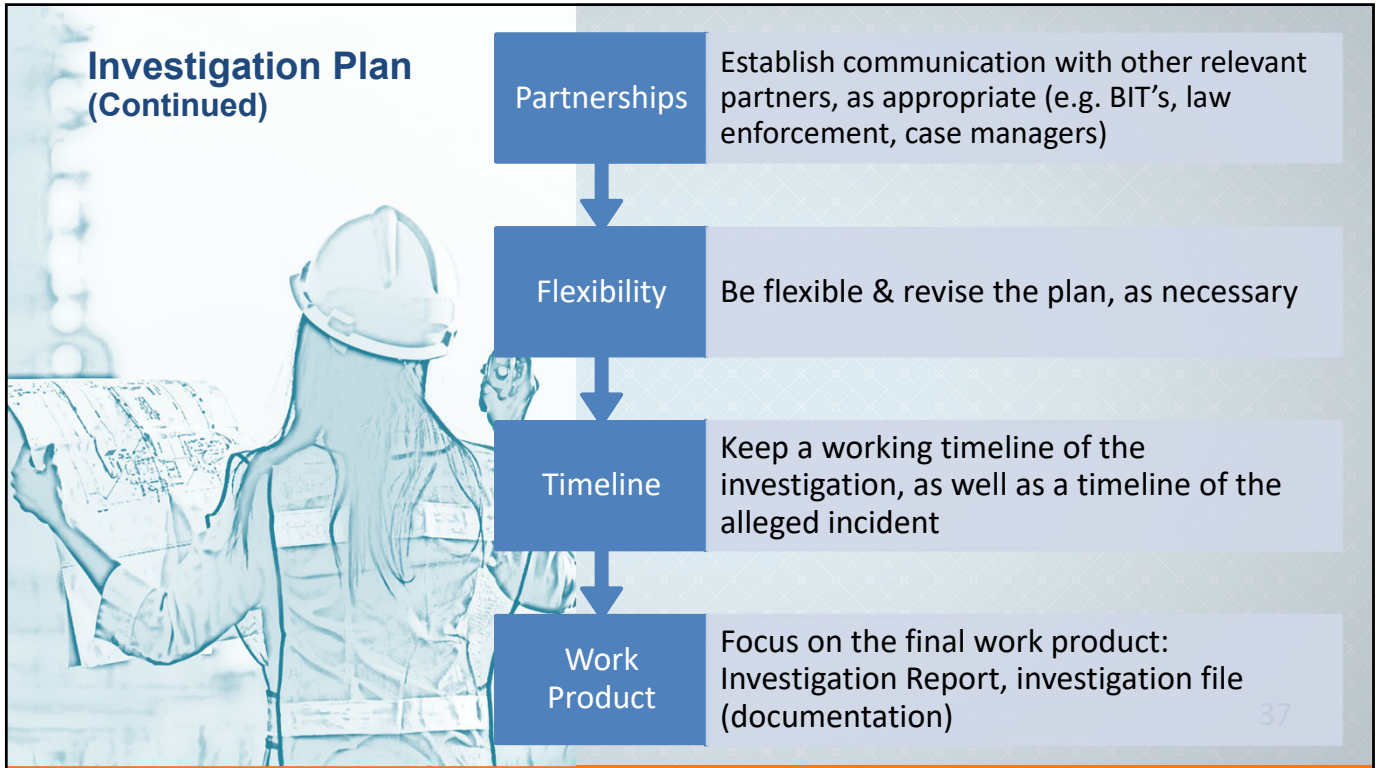 Investigation Plan
(Continued)
Partnerships
Establish communication with other relevant
partners, as appropriate (e.g. BIT’s, law
enforcement, case managers)
Flexibility
Be flexible & revise the plan, as necessary
Timeline
Keep a working timeline of the
investigation, as well as a timeline of the
alleged incident
Work
Product
Focus on the final work product:
Investigation Report, investigation file
(documentation)
37